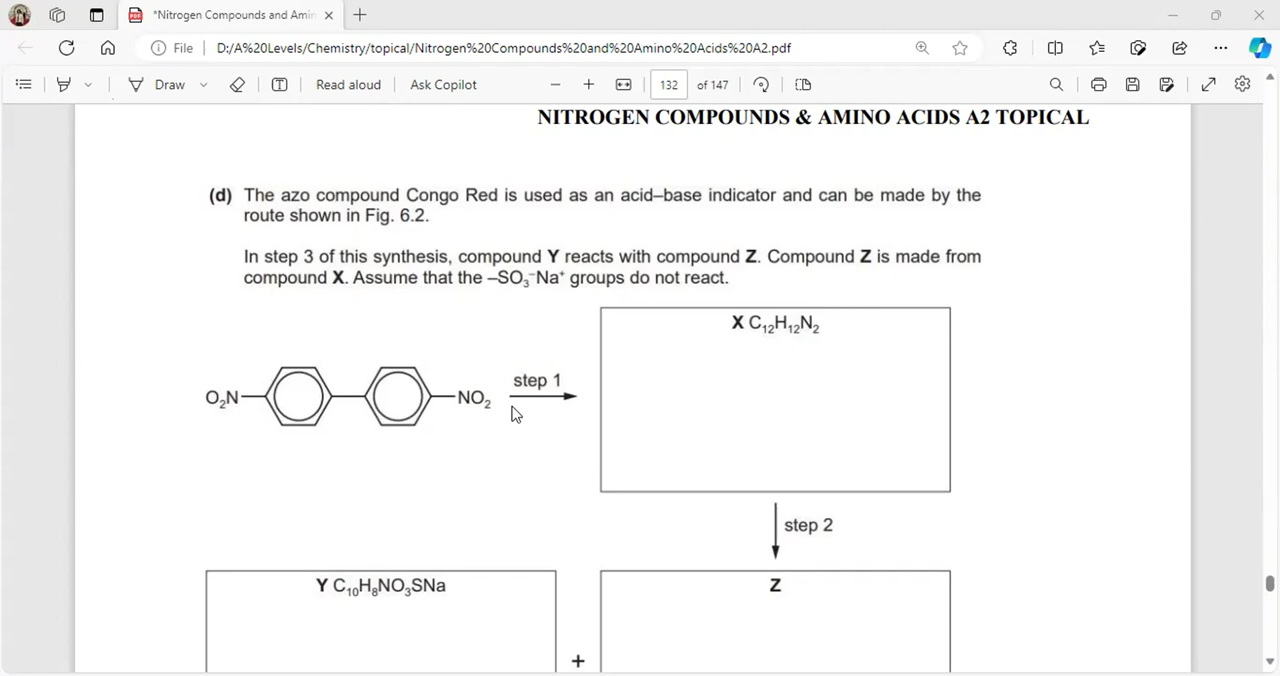 *Nitrogen Compounds and Amin
File
D:/A%20Levels/Chemistry/topical/Nitrogen%20Compounds%20and%20Amino%20Acids%20A2.pdf
Draw
Read aloud
Ask Copilot
132 of 147
NITROGEN COMPOUNDS & AMINO ACIDS A2 TOPICAL
(d) The azo compound Congo Red is used as an acid–base indicator and can be made by the
route shown in Fig. 6.2.
In step 3 of this synthesis, compound Y reacts with compound Z. Compound Z is made from
compound X. Assume that the –SO₃⁻Na⁺ groups do not react.
X C₁₂H₁₂N₂
O₂N
NO₂
step 1
step 2
Y C₁₀H₈NO₃SNa
Z
+